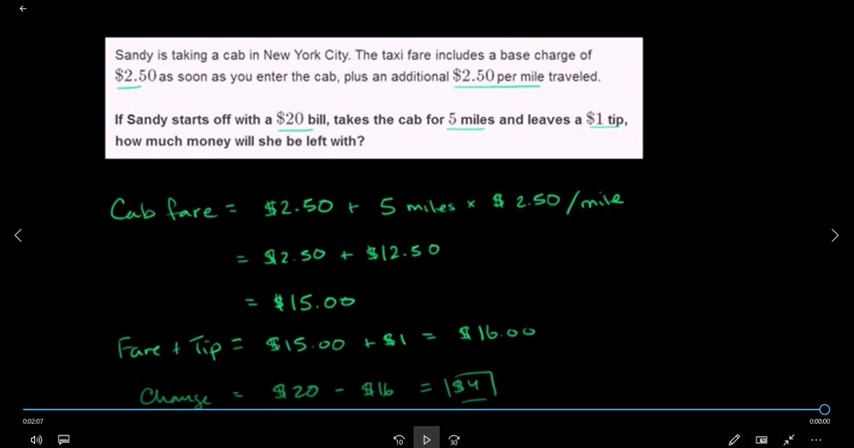 Sandy is taking a cab in New York City. The taxi fare includes a base charge of
$2.50 as soon as you enter the cab, plus an additional $2.50 per mile traveled.
If Sandy starts off with a $20 bill, takes the cab for 5 miles and leaves a $1 tip,
how much money will she be left with?
Cab fare = $2.50 + 5 miles × $2.50/mile
= $2.50 + $12.50
= $15.00
Fare + Tip = $15.00 + $1 = $16.00
Change = $20 - $16 = $4
0:02:07 0:00:00
10 30